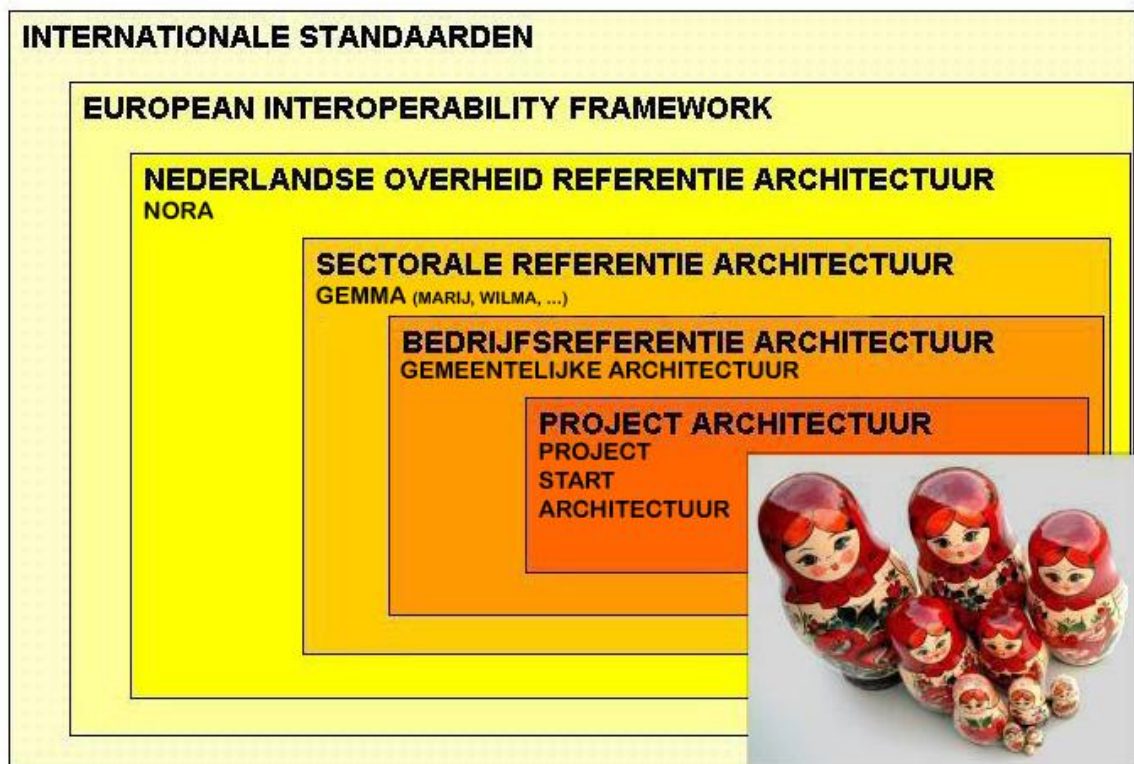 INTERNATIONALE STANDAARDEN
EUROPEAN INTEROPERABILITY FRAMEWORK
NEDERLANDSE OVERHEID REFERENTIE ARCHITECTUUR
NORA
SECTORALE REFERENTIE ARCHITECTUUR
GEMMA (MARIJ, WILMA, ...)
BEDRIJFSREFERENTIE ARCHITECTUUR
GEMEENTELIJKE ARCHITECTUUR
PROJECT ARCHITECTUUR
PROJECT
START
ARCHITECTUUR